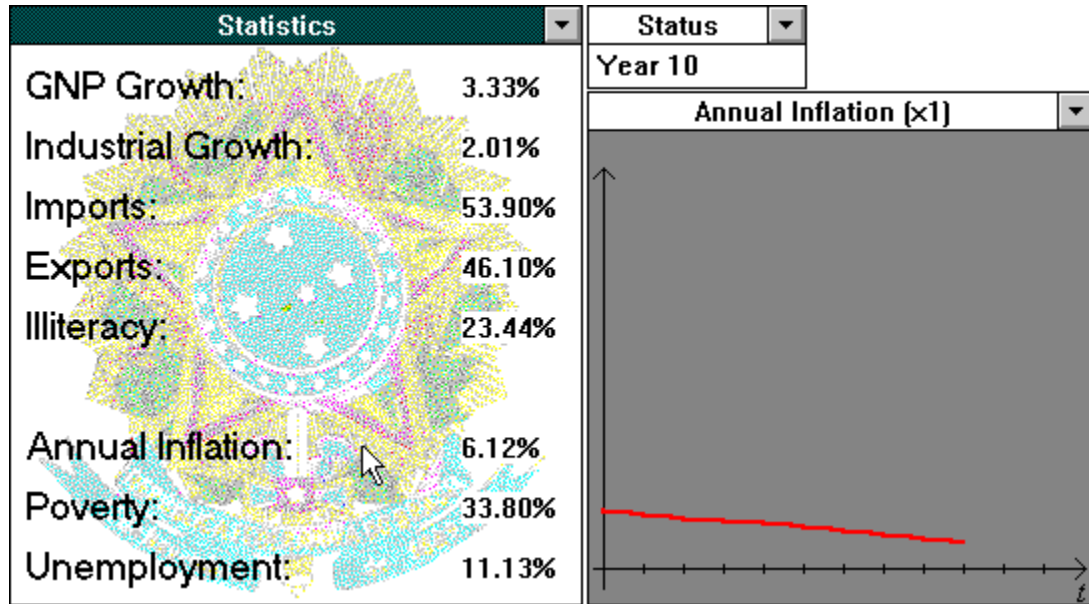 Statistics
GNP Growth: 3.33%
Industrial Growth: 2.01%
Imports: 53.90%
Exports: 46.10%
Illiteracy: 23.44%
Annual Inflation: 6.12%
Poverty: 33.80%
Unemployment: 11.13%
Status
Year 10
Annual Inflation (×1)
t